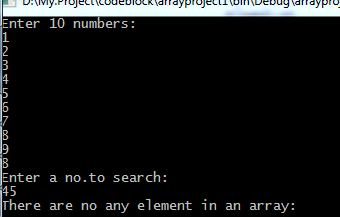 D:\My.Project\codeblock\arrayproject1\bin\Debug\arraypro
Enter 10 numbers:
1
2
3
4
5
6
7
8
9
8
Enter a no.to search:
45
There are no any element in an array: